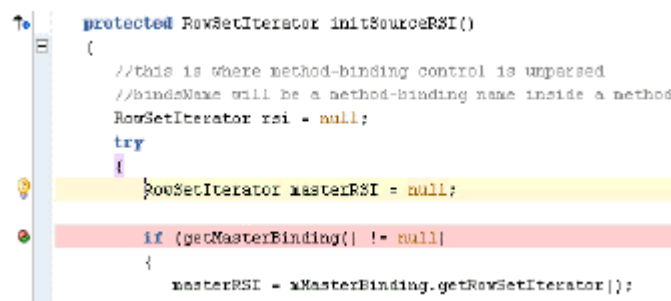 protected RowSetIterator initSourceRSI()
{
//this is where method-binding control is unparsed
//bindsName will be a method-binding name inside a method
RowSetIterator rsi = null;
try
{
RowSetIterator masterRSI = null;
if (getMasterBinding() != null)
{
masterRSI = mMasterBinding.getRowSetIterator();